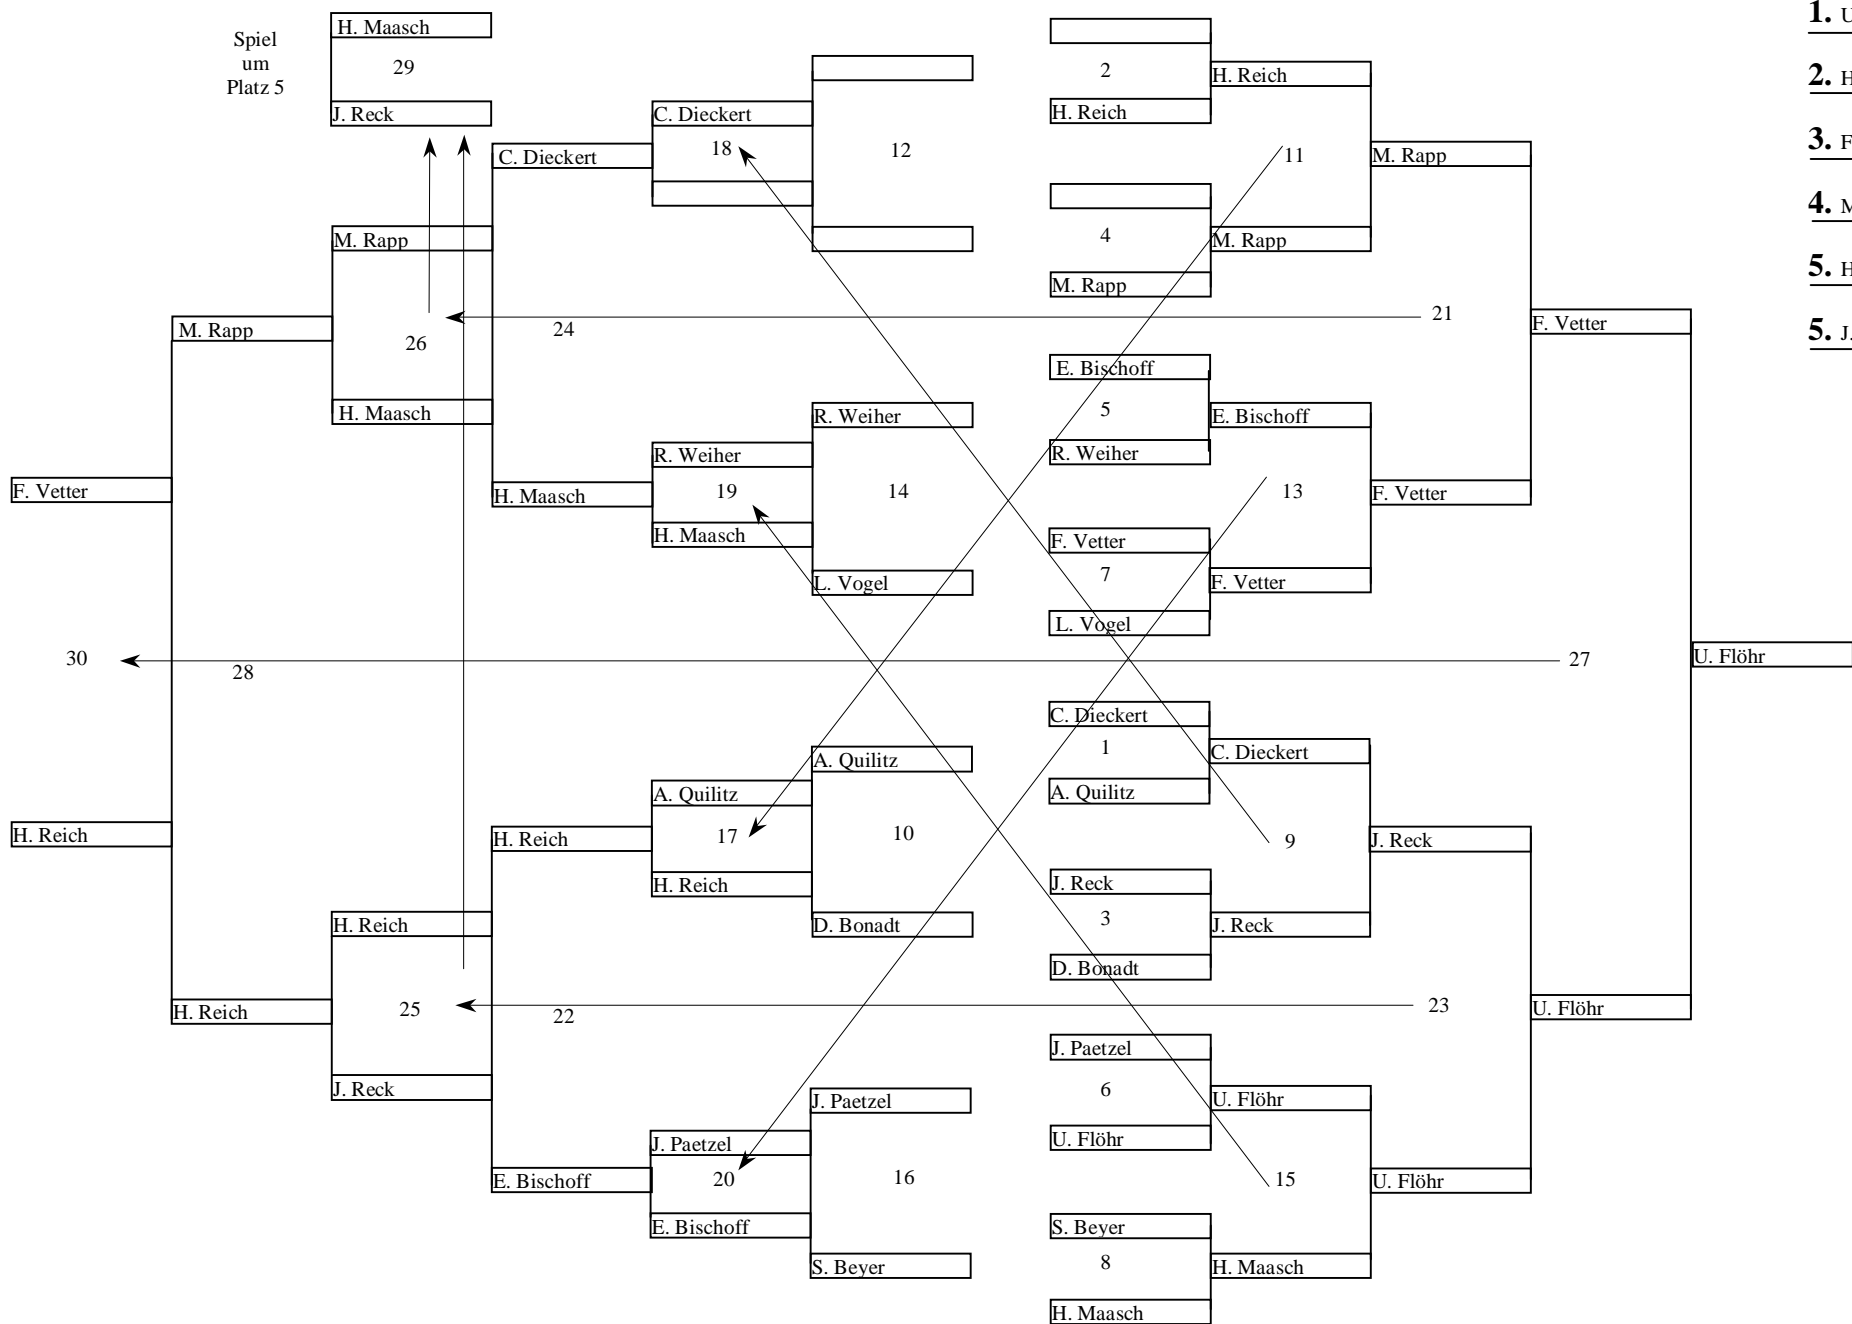 H. Maasch
Spiel
um
Platz 5
29
J. Reck
C. Dieckert
18
12
C. Dieckert
M. Rapp
26
24
M. Rapp
H. Maasch
R. Weiher
R. Weiher
19
14
H. Maasch
H. Maasch
L. Vogel
F. Vetter
30
28
H. Reich
A. Quilitz
A. Quilitz
17
10
H. Reich
H. Reich
D. Bonadt
H. Reich
25
22
H. Reich
J. Reck
J. Paetzel
J. Paetzel
20
16
E. Bischoff
E. Bischoff
S. Beyer
2
H. Reich
H. Reich
11
M. Rapp
4
M. Rapp
M. Rapp
21
F. Vetter
E. Bischoff
5
E. Bischoff
R. Weiher
13
F. Vetter
F. Vetter
7
F. Vetter
L. Vogel
27
U. Flöhr
C. Dieckert
1
C. Dieckert
A. Quilitz
9
J. Reck
J. Reck
3
J. Reck
D. Bonadt
23
U. Flöhr
J. Paetzel
6
U. Flöhr
U. Flöhr
15
U. Flöhr
S. Beyer
8
H. Maasch
H. Maasch
1. U
2. H
3. F
4. M
5. H
5. J.